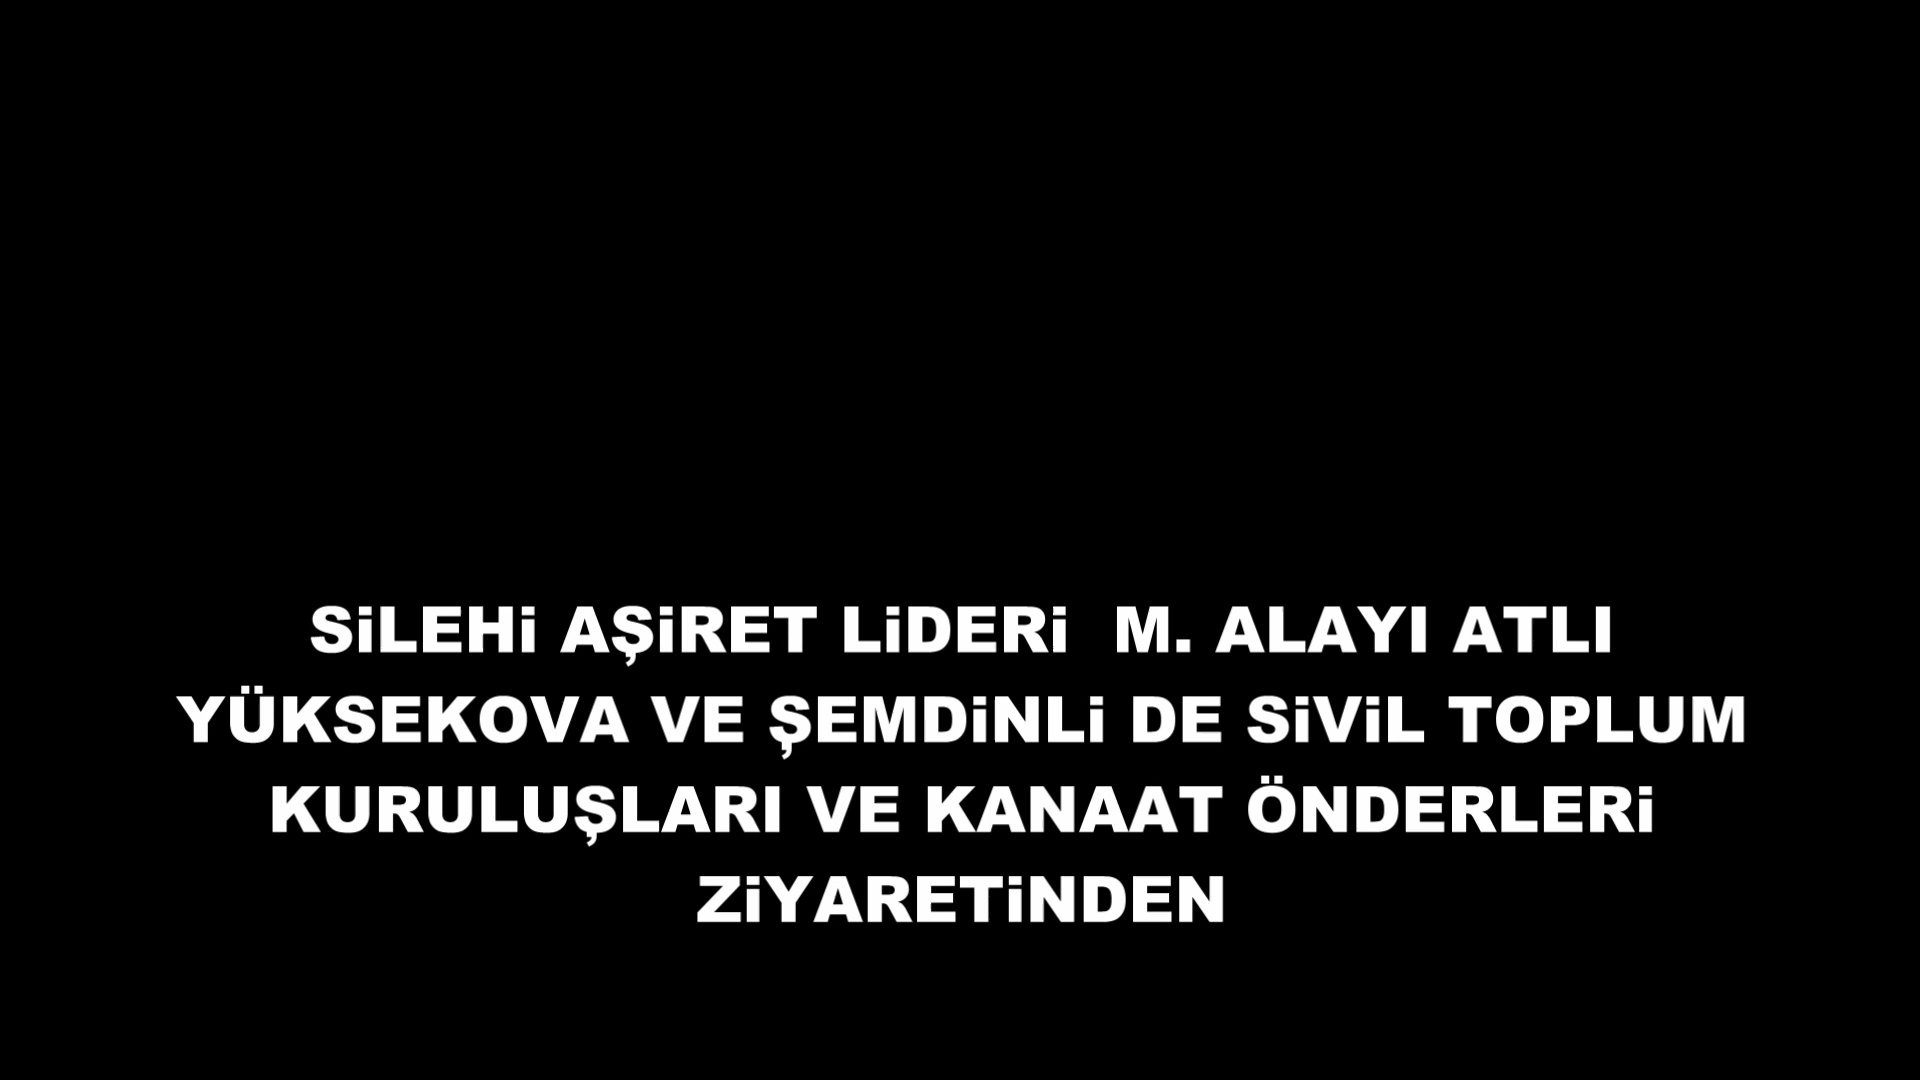 SiLEHi AŞiRET LiDERi  M. ALAYI ATLI
YÜKSEKOVA VE ŞEMDiNLi DE SiViL TOPLUM
KURULUŞLARI VE KANAAT ÖNDERLERi
ZiYARETiNDEN